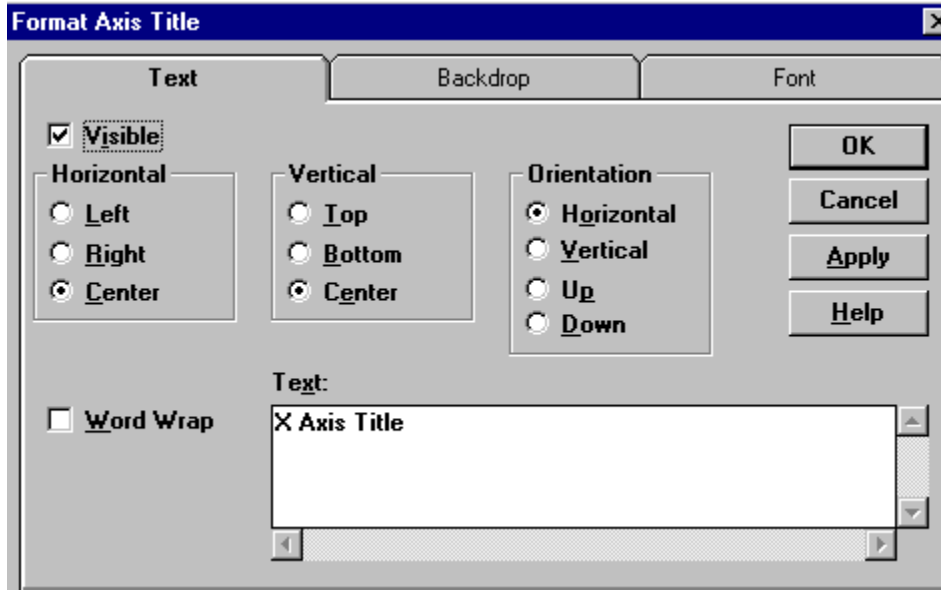 Format Axis Title
Text Backdrop Font
Visible
OK
Horizontal Vertical Orientation
Left Top Horizontal Cancel
Right Bottom Vertical Apply
Center Center Up
Down Help
Text:
Word Wrap X Axis Title